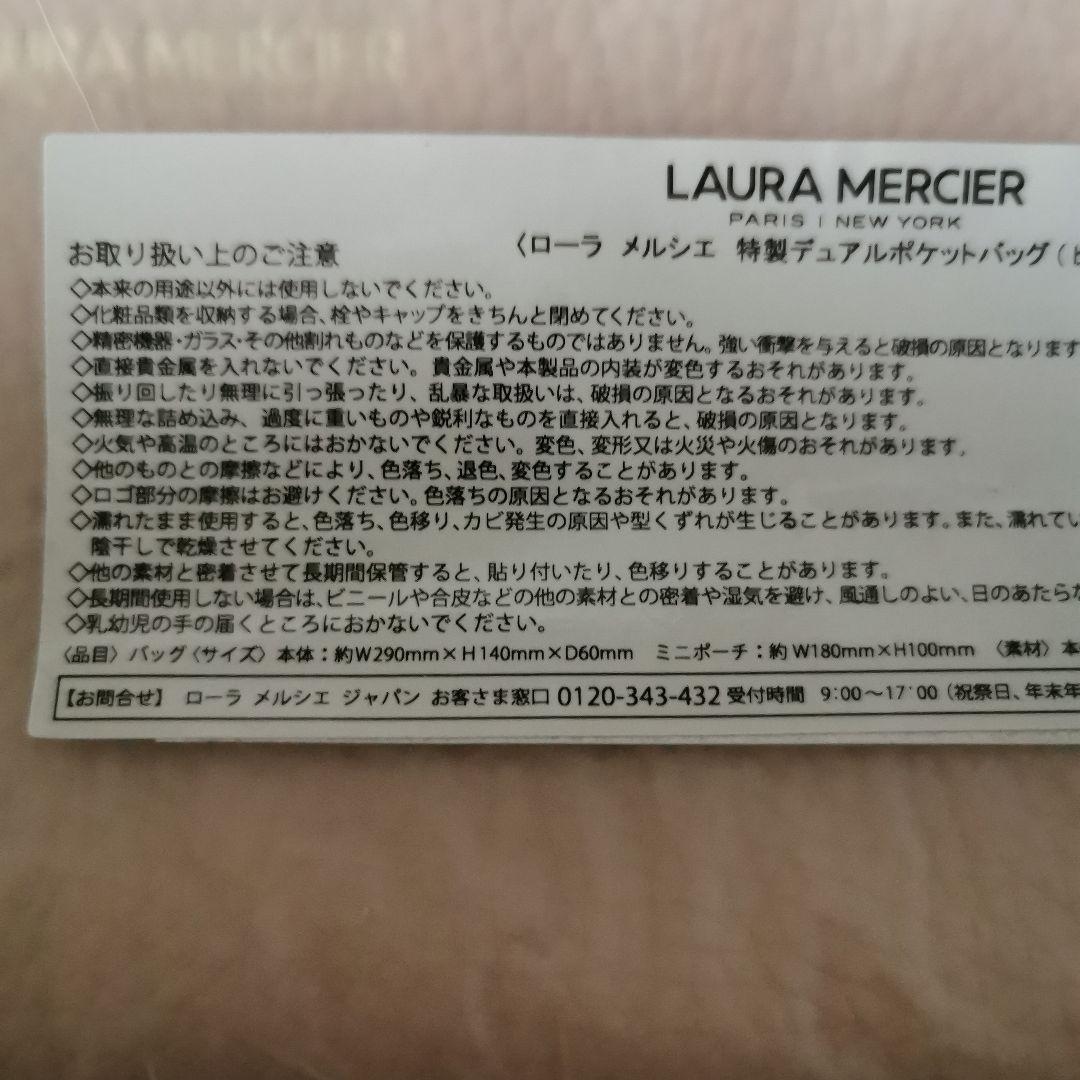 URA MERCIER
LAURA MERCIER
PARIS | NEW YORK
お取り扱い上のご注意
〈ローラ メルシエ 特製デュアルポケットバッグ(ピ
◇本来の用途以外には使用しないでください。
◇化粧品類を収納する場合、栓やキャップをきちんと閉めてください。
◇精密機器・ガラス・その他割れものなどを保護するものではありません。強い衝撃を与えると破損の原因となります
◇直接貴金属を入れないでください。貴金属や本製品の内装が変色するおそれがあります。
◇振り回したり無理に引っ張ったり、乱暴な取扱いは、破損の原因となるおそれがあります。
◇無理な詰め込み、過度に重いものや鋭利なものを直接入れると、破損の原因となります。
◇火気や高温のところにはおかないでください。変色、変形又は火災や火傷のおそれがあります。
◇他のものとの摩擦などにより、色落ち、退色、変色することがあります。
◇ロゴ部分の摩擦はお避けください。色落ちの原因となるおそれがあります。
◇濡れたまま使用すると、色落ち、色移り、カビ発生の原因や型くずれが生じることがあります。また、濡れてい
陰干しで乾燥させてください。
◇他の素材と密着させて長期間保管すると、貼り付いたり、色移りすることがあります。
◇長期間使用しない場合は、ビニールや合皮などの他の素材との密着や湿気を避け、風通しのよい、日のあたらな
◇乳幼児の手の届くところにおかないでください。
〈品目〉バッグ〈サイズ〉本体：約W290mm×H140mm×D60mm ミニポーチ：約W180mm×H100mm 〈素材〉本
【お問合せ】 ローラ メルシエ ジャパン お客さま窓口 0120-343-432 受付時間 9:00～17:00（祝祭日、年末年